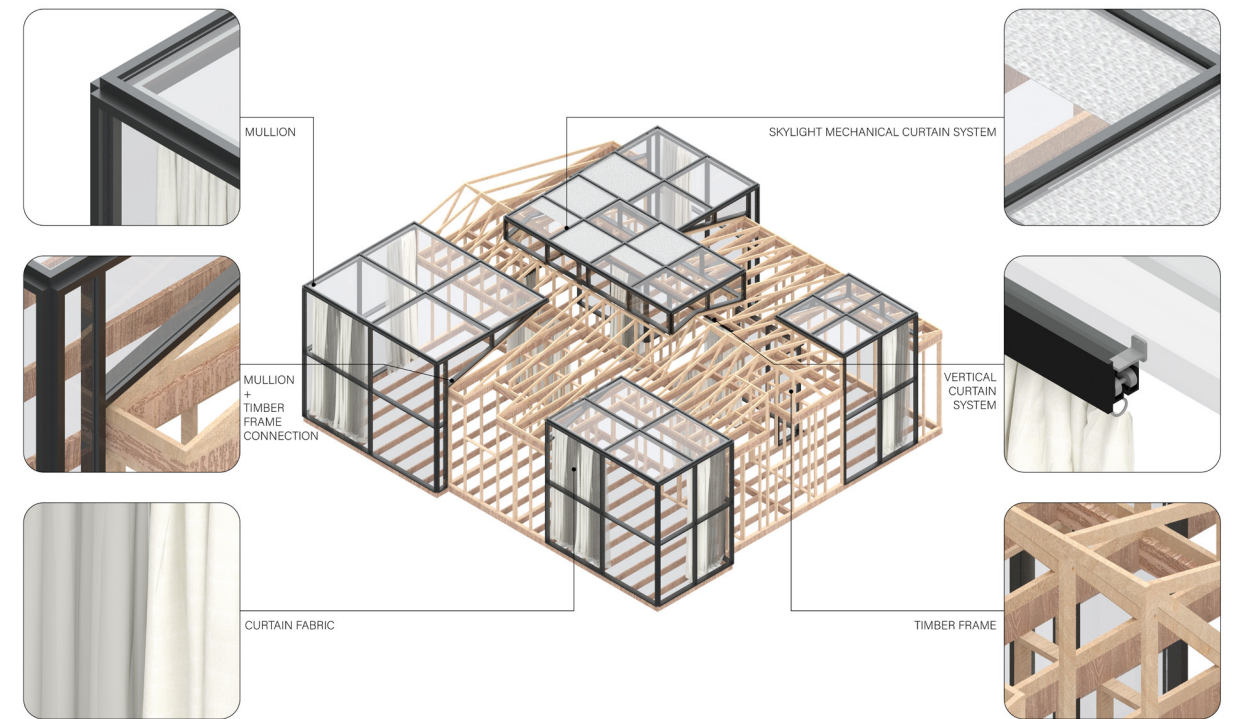 MULLION
SKYLIGHT MECHANICAL CURTAIN SYSTEM
MULLION
+
TIMBER
FRAME
CONNECTION
VERTICAL
CURTAIN
SYSTEM
CURTAIN FABRIC
TIMBER FRAME